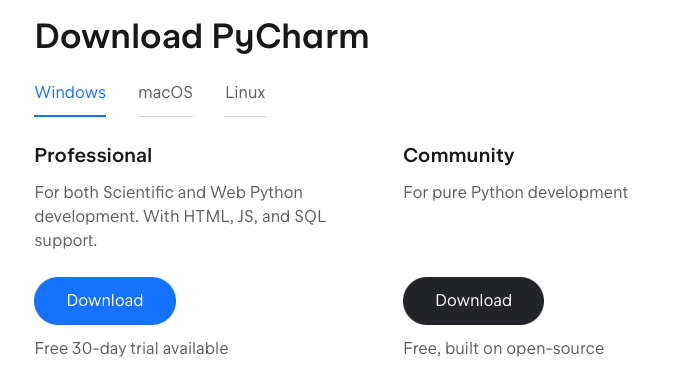 Download PyCharm
Windows macOS Linux
Professional
For both Scientific and Web Python
development. With HTML, JS, and SQL
support.
Download
Free 30-day trial available
Community
For pure Python development
Download
Free, built on open-source